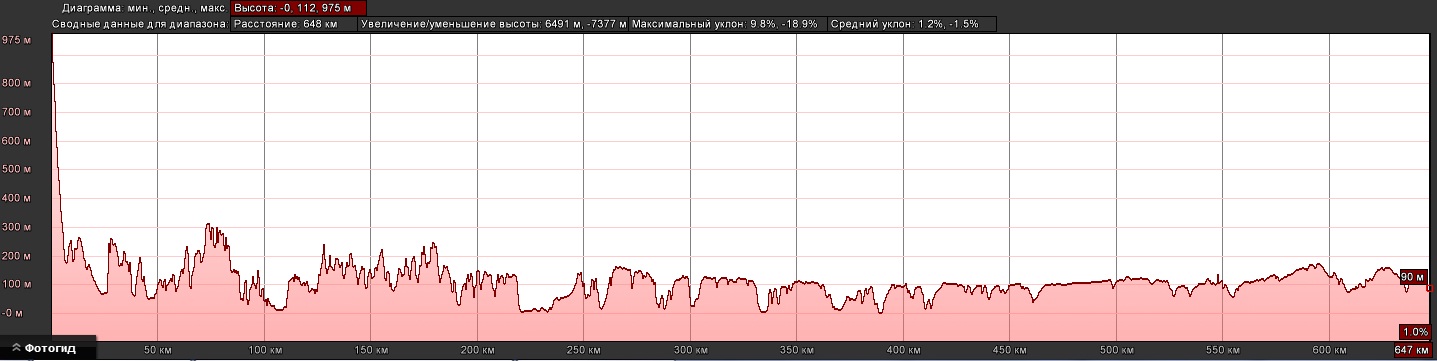 Диаграмма: мин., средн., макс. Высота: -0, 112, 975 м
Сводные данные для диапазона: Расстояние: 648 км Увеличение/уменьшение высоты: 6491 м, -7377 м Максимальный уклон: 9.8%, -18.9% Средний уклон: 1.2%, -1.5%
975 м
800 м
700 м
600 м
500 м
400 м
300 м
200 м
90 м
100 м
-0 м
1.0%
Фотогид
50 км 100 км 150 км 200 км 250 км 300 км 350 км 400 км 450 км 500 км 550 км 600 км 647 км